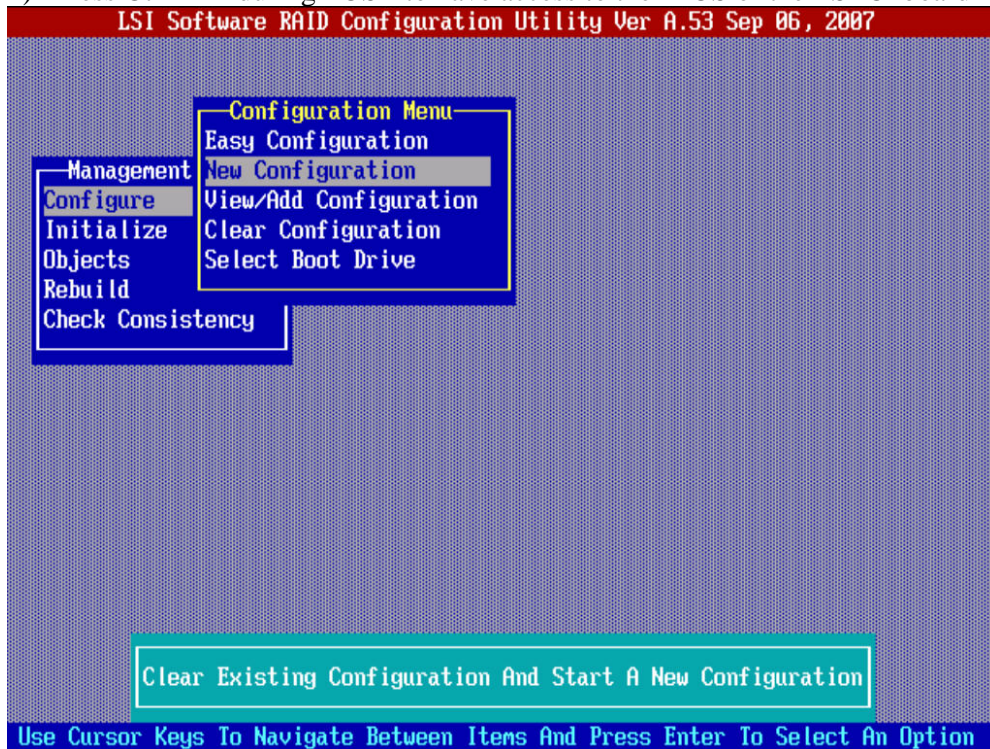 LSI Software RAID Configuration Utility Ver A.53 Sep 06, 2007
Configuration Menu
Easy Configuration
New Configuration
View/Add Configuration
Clear Configuration
Select Boot Drive
Management
Configure
Initialize
Objects
Rebuild
Check Consistency
Clear Existing Configuration And Start A New Configuration
Use Cursor Keys To Navigate Between Items And Press Enter To Select An Option